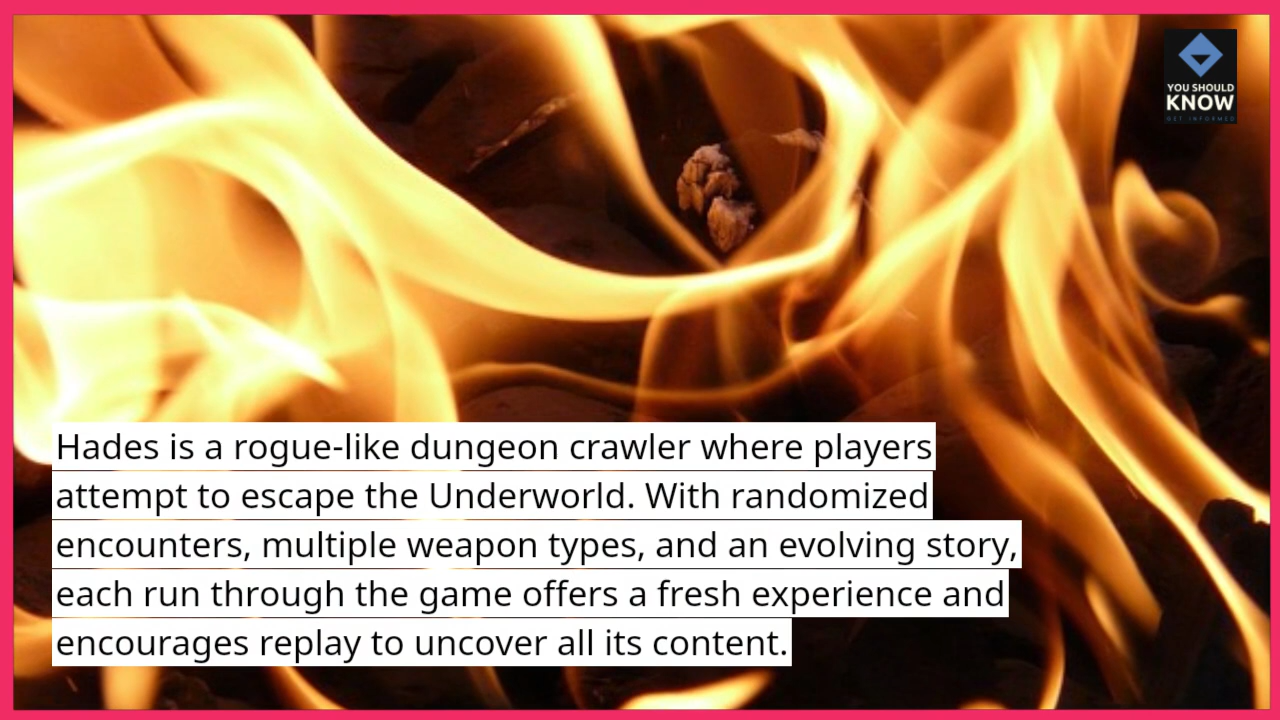 YOU SHOULD
KNOW
GET INFORMED
Hades is a rogue-like dungeon crawler where players
attempt to escape the Underworld. With randomized
encounters, multiple weapon types, and an evolving story,
each run through the game offers a fresh experience and
encourages replay to uncover all its content.